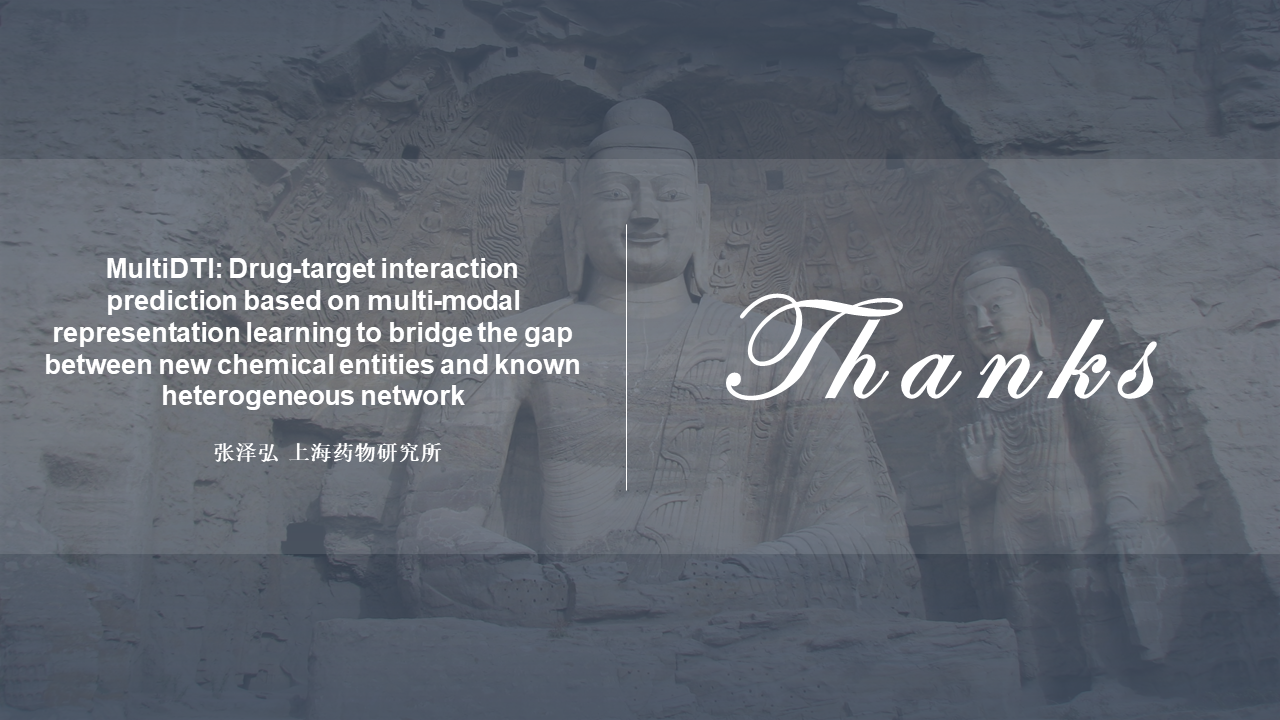 MultiDTI: Drug-target interaction
prediction based on multi-modal
representation learning to bridge the gap
between new chemical entities and known
heterogeneous network
张泽弘 上海药物研究所
Thanks